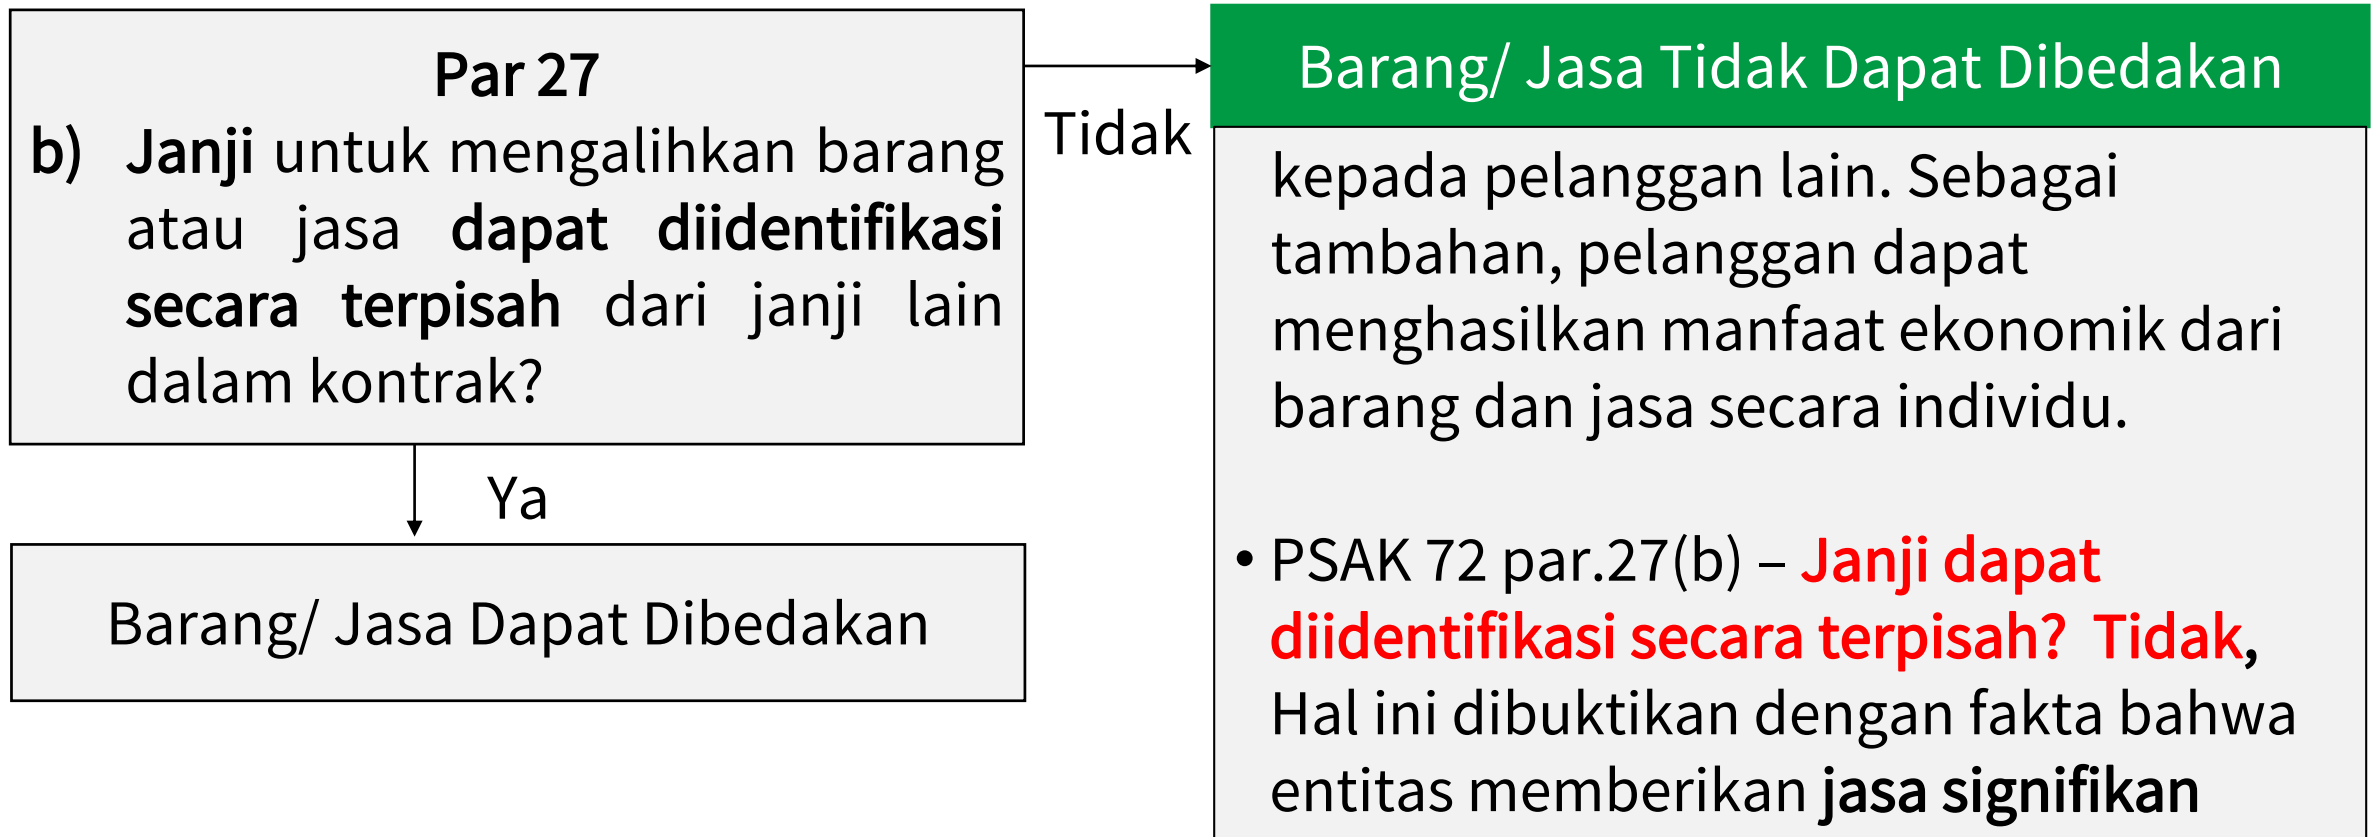 Par 27
b) Janji untuk mengalihkan barang
atau jasa dapat diidentifikasi
secara terpisah dari janji lain
dalam kontrak?
Tidak
Ya
Barang/ Jasa Dapat Dibedakan
Barang/ Jasa Tidak Dapat Dibedakan
kepada pelanggan lain. Sebagai
tambahan, pelanggan dapat
menghasilkan manfaat ekonomik dari
barang dan jasa secara individu.
• PSAK 72 par.27(b) – Janji dapat
diidentifikasi secara terpisah? Tidak,
Hal ini dibuktikan dengan fakta bahwa
entitas memberikan jasa signifikan